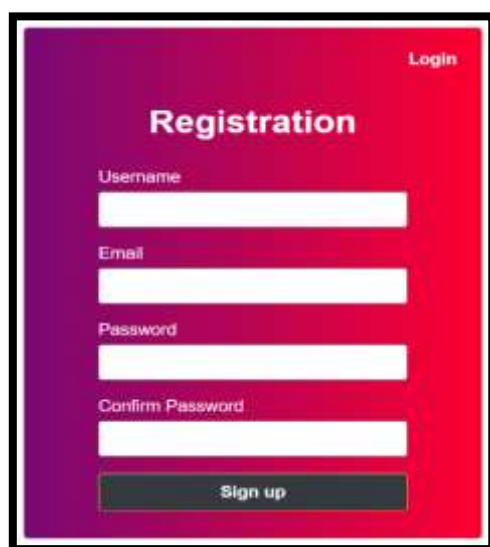 Login
Registration
Username
Email
Password
Confirm Password
Sign up